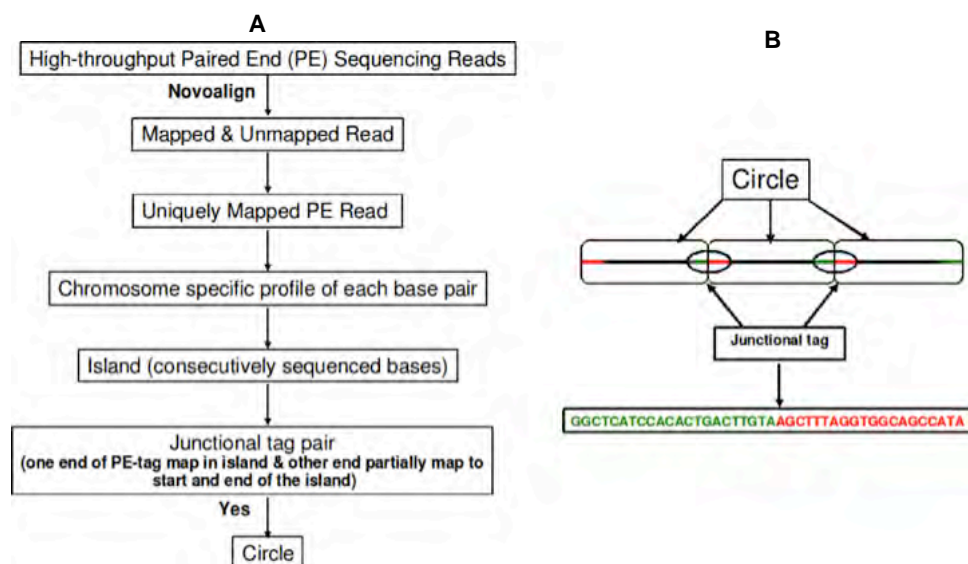 A
High-throughput Paired End (PE) Sequencing Reads
Novoalign
Mapped & Unmapped Read
Uniquely Mapped PE Read
Chromosome specific profile of each base pair
Island (consecutively sequenced bases)
Junctional tag pair
(one end of PE-tag map in island & other end partially map to
start and end of the island)
Yes
Circle
B
Circle
Junctional tag
GGCTCATCCACACTGACTTGTAAGCTTTAGGTGGCAGCCATA